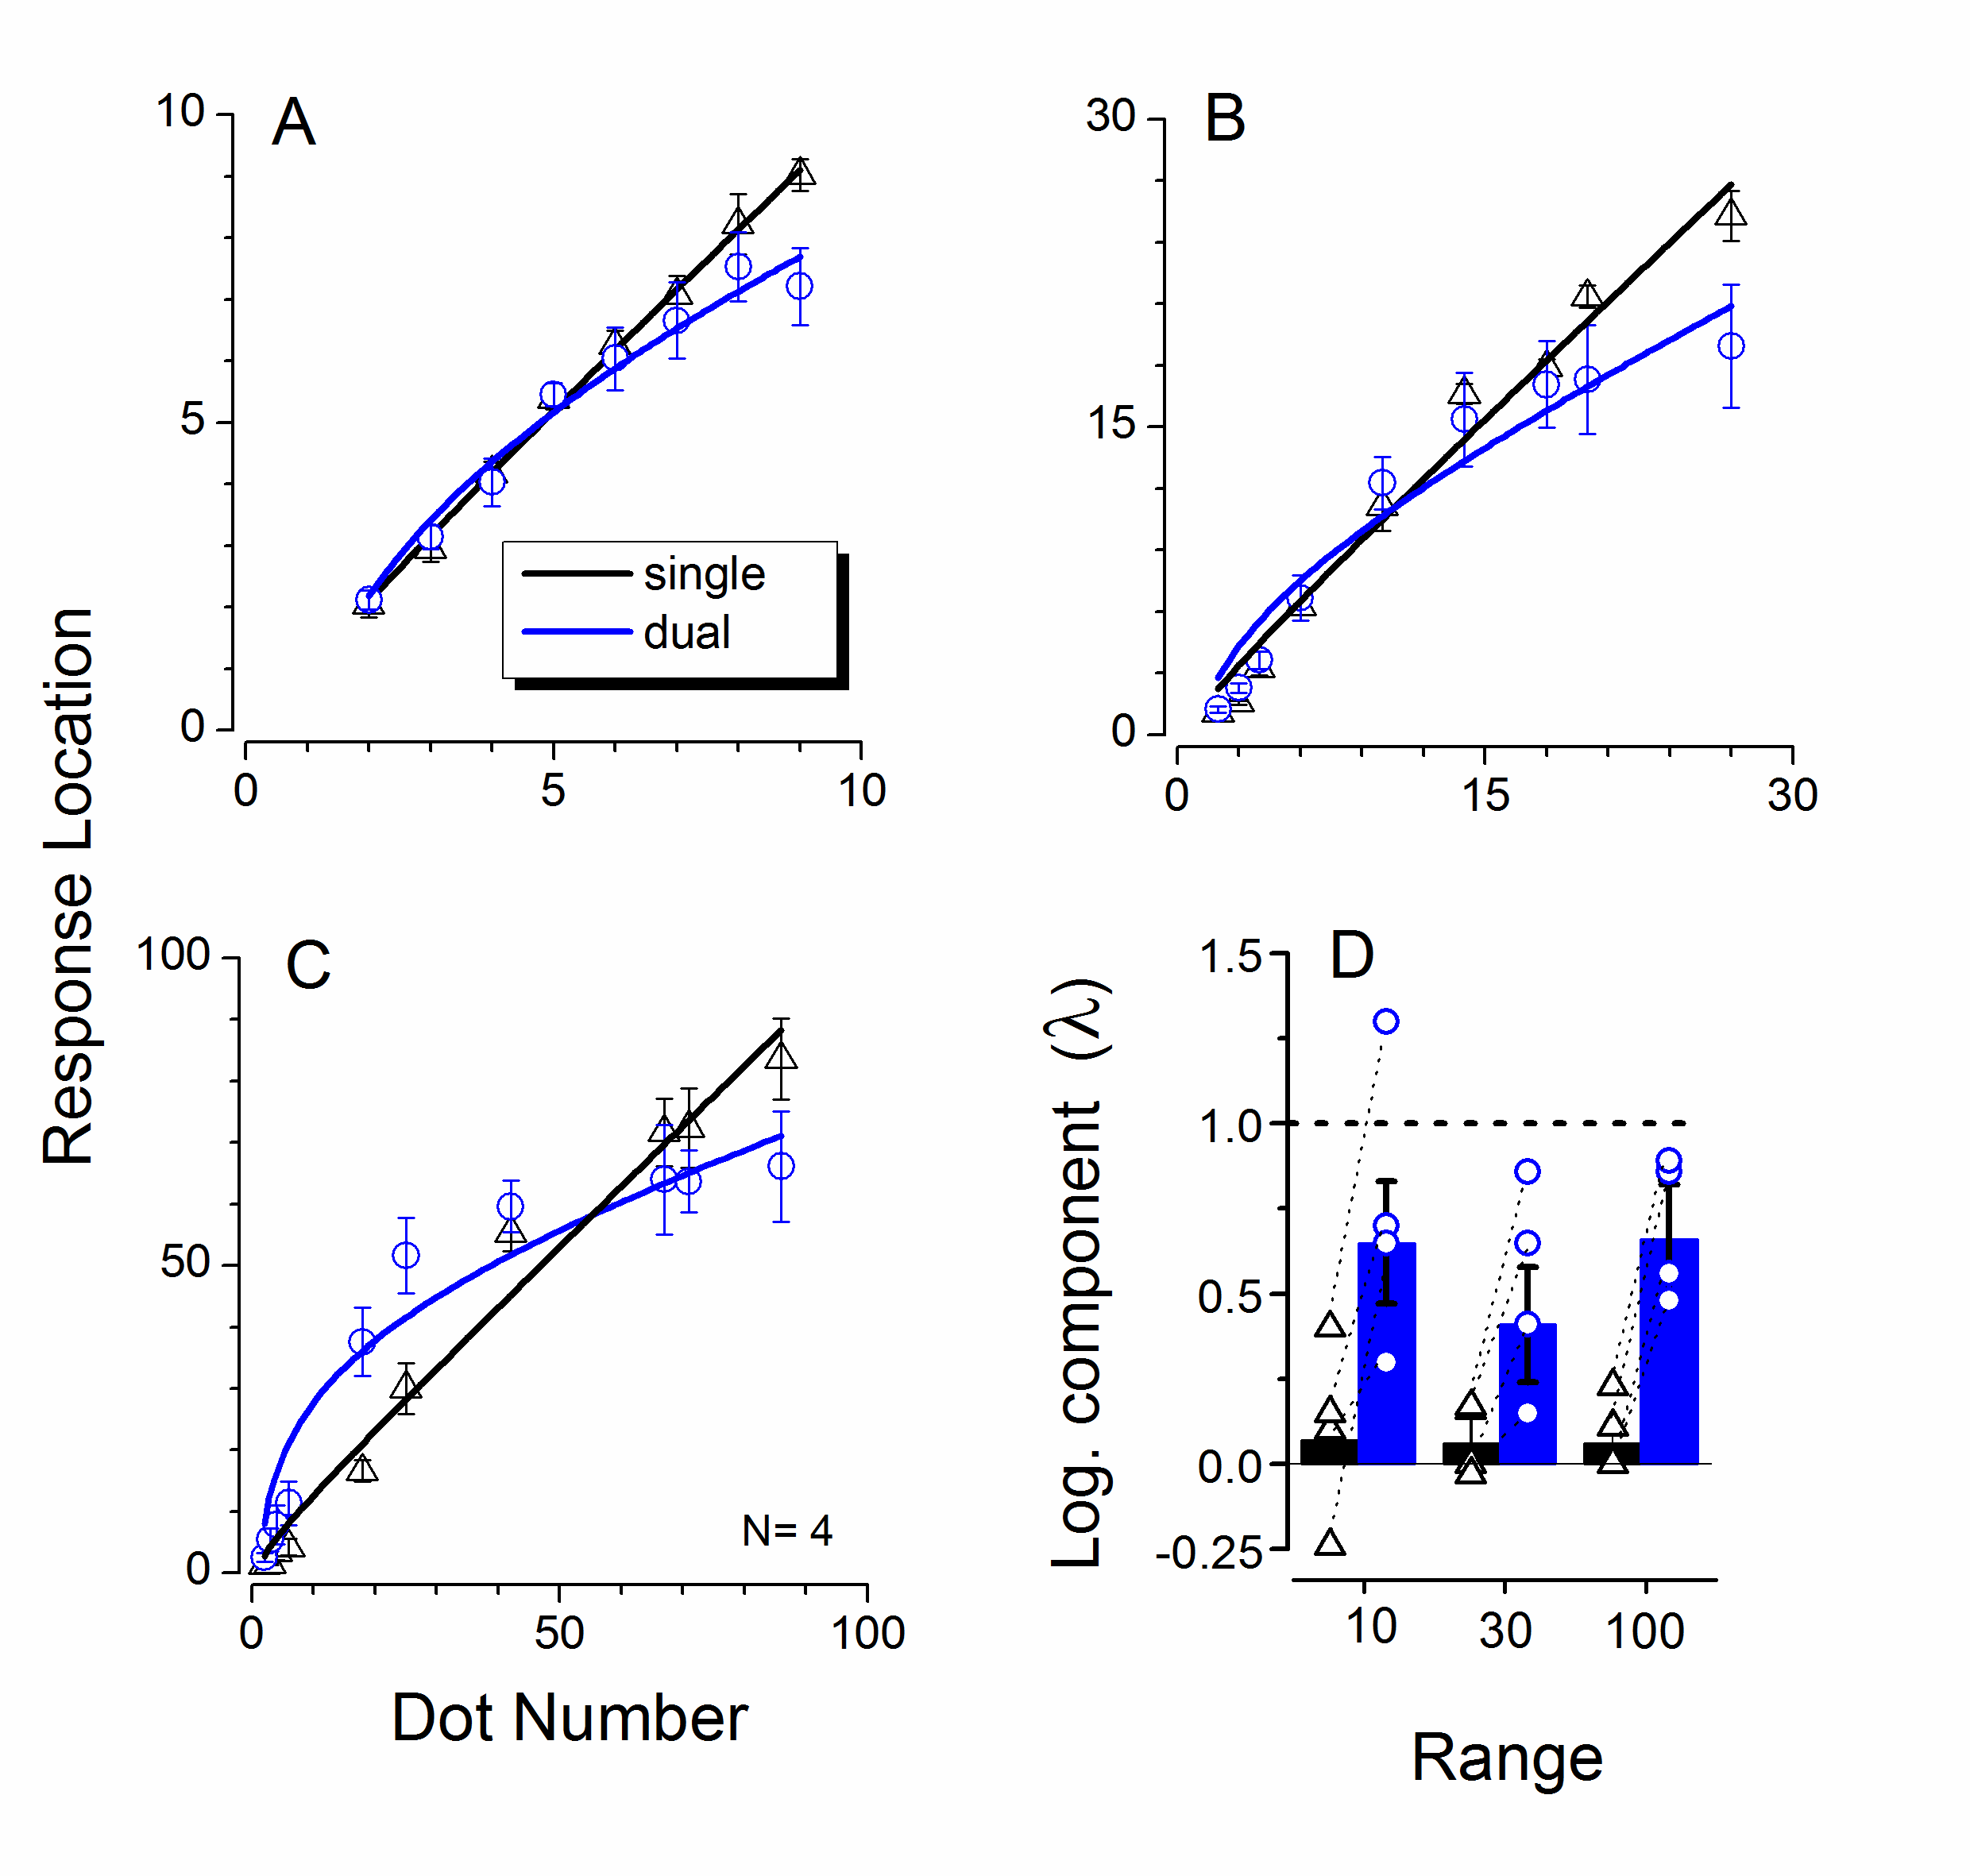 A
10
5
0
0
5
10
single
dual
B
30
15
0
0
15
30
Response Location
C
100
50
0
0
50
100
N= 4
Dot Number
D
Log. component (λ)
1.5
1.0
0.5
0.0
-0.25
10
30
100
Range